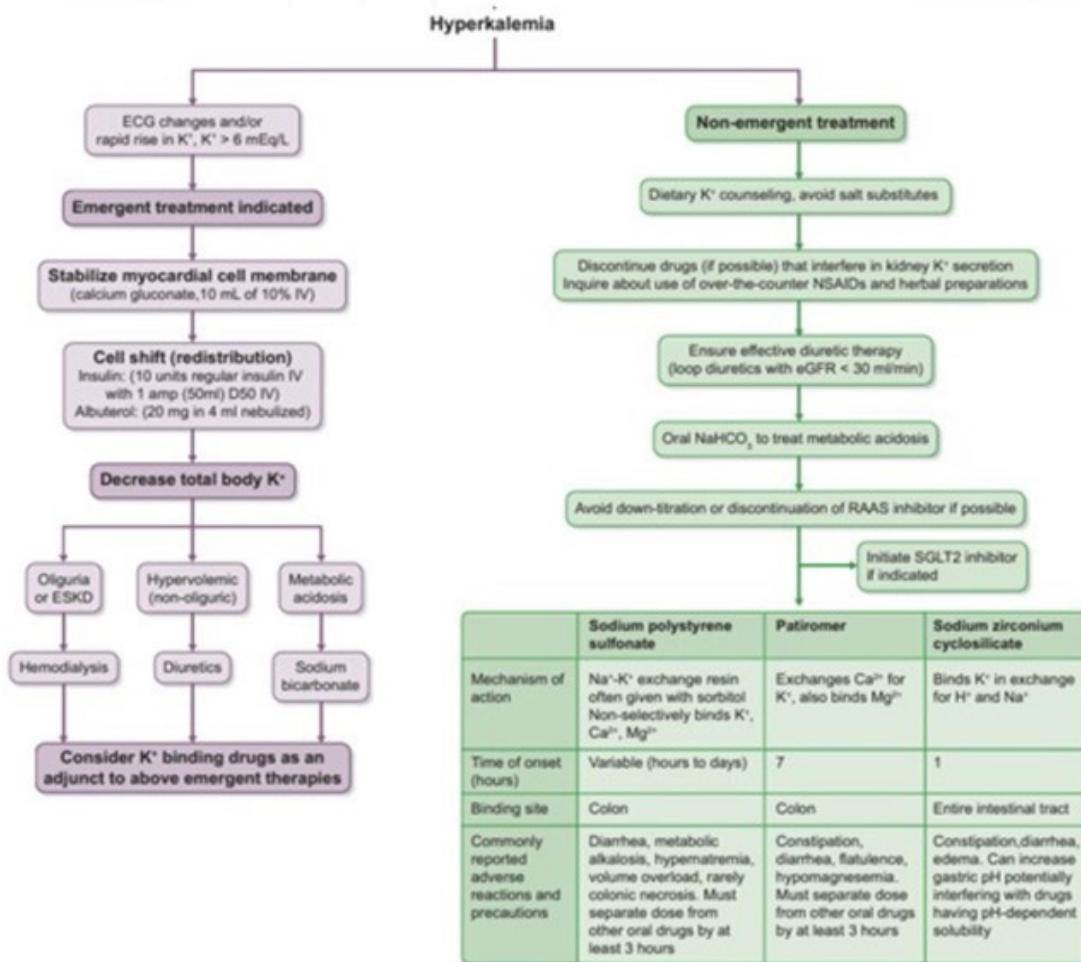 Hyperkalemia
ECG changes and/or
rapid rise in K⁺, K⁺ > 6 mEq/L
Emergent treatment indicated
Stabilize myocardial cell membrane
(calcium gluconate,10 mL of 10% IV)
Cell shift (redistribution)
Insulin: (10 units regular insulin IV
with 1 amp (50ml) D50 IV)
Albuterol: (20 mg in 4 ml nebulized)
Decrease total body K⁺
Oliguria
or ESKD
Hypervolemic
(non-oliguric)
Metabolic
acidosis
Hemodialysis
Diuretics
Sodium
bicarbonate
Consider K⁺ binding drugs as an
adjunct to above emergent therapies
Non-emergent treatment
Dietary K⁺ counseling, avoid salt substitutes
Discontinue drugs (if possible) that interfere in kidney K⁺ secretion
Inquire about use of over-the-counter NSAIDs and herbal preparations
Ensure effective diuretic therapy
(loop diuretics with eGFR < 30 ml/min)
Oral NaHCO₃ to treat metabolic acidosis
Avoid down-titration or discontinuation of RAAS inhibitor if possible
Initiate SGLT2 inhibitor
if indicated
Sodium polystyrene
sulfonate
Patiromer
Sodium zirconium
cyclosilicate
Mechanism of
action
Na⁺-K⁺ exchange resin
often given with sorbitol
Non-selectively binds K⁺,
Ca²⁺, Mg²⁺
Exchanges Ca²⁺ for
K⁺, also binds Mg²⁺
Binds K⁺ in exchange
for H⁺ and Na⁺
Time of onset
(hours)
Variable (hours to days)
7
1
Binding site
Colon
Colon
Entire intestinal tract
Commonly
reported
adverse
reactions and
precautions
Diarrhea, metabolic
alkalosis, hypernatremia,
volume overload, rarely
colonic necrosis. Must
separate dose from
other oral drugs by at
least 3 hours
Constipation,
diarrhea, flatulence,
hypomagnesemia.
Must separate dose
from other oral drugs
by at least 3 hours
Constipation,diarrhea,
edema. Can increase
gastric pH potentially
interfering with drugs
having pH-dependent
solubility